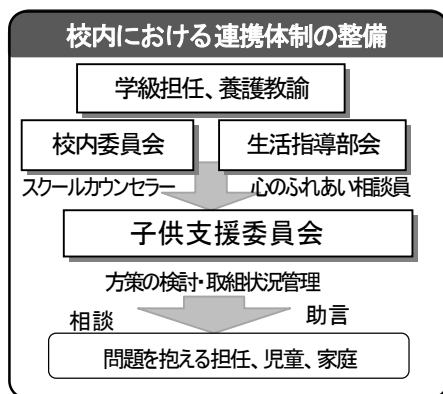 校内における連携体制の整備
学級担任、養護教諭
校内委員会 生活指導部会
スクールカウンセラー 心のふれあい相談員
子供支援委員会
方策の検討・取組状況管理
相談 助言
問題を抱える担任、児童、家庭